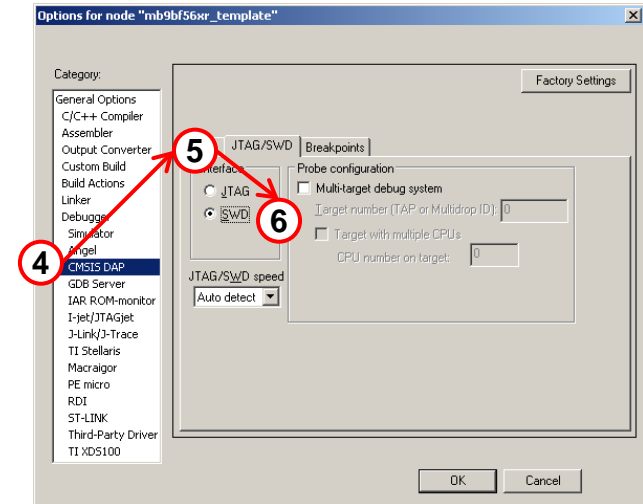 Options for node "mb9bf56xr_template"
Category:
Factory Settings
General Options
C/C++ Compiler
Assembler
Output Converter
Custom Build
Build Actions
Linker
Debugger
Simulator
Angel
CMSIS DAP
GDB Server
IAR ROM-monitor
I-jet/JTAGjet
J-Link/J-Trace
TI Stellaris
Macraigor
PE micro
RDI
ST-LINK
Third-Party Driver
TI XDS100
4
5
6
JTAG/SWD
Breakpoints
Interface
JTAG
SWD
JTAG/SWD speed
Auto detect
Probe configuration
Multi-target debug system
Target number (TAP or Multidrop ID): 0
Target with multiple CPUs
CPU number on target: 0
OK
Cancel